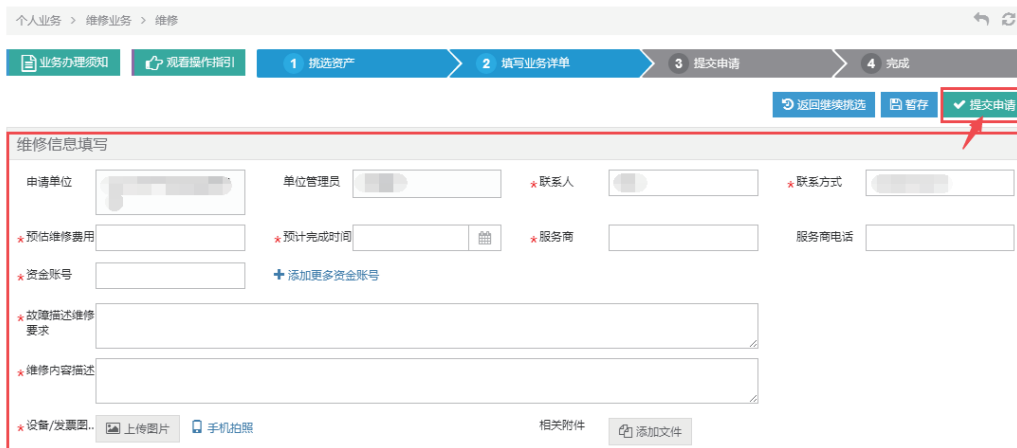 个人业务 > 维修业务 > 维修
业务办理须知 观看操作指引 1 挑选资产 2 填写业务详单 3 提交申请 4 完成
返回继续挑选 暂存 提交申请
维修信息填写
申请单位 单位管理员 *联系人 *联系方式
*预估维修费用 *预计完成时间 *服务商 服务商电话
*资金账号 添加更多资金账号
*故障描述维修
要求
*维修内容描述
*设备/发票图.. 上传图片 手机拍照 相关附件 添加文件